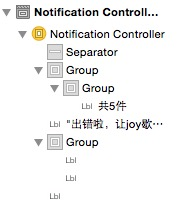 Notification Controll...
Notification Controller
Separator
Group
Group
Lbl 共5件
Lbl "出错啦，让joy歇···
Group
Lbl
Lbl
Lbl